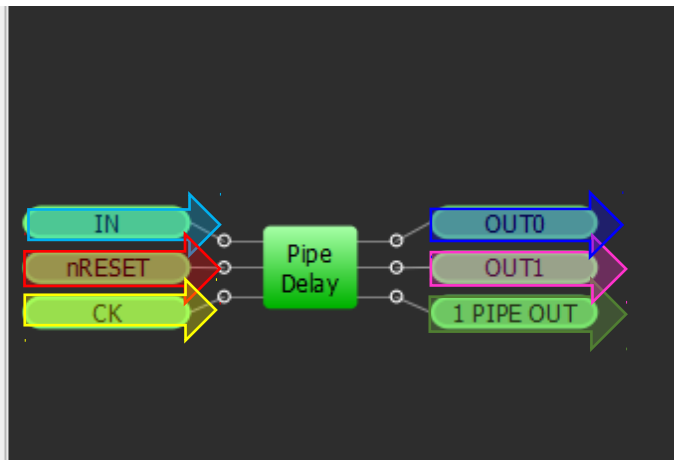 IN
nRESET
CK
Pipe
Delay
OUT0
OUT1
1 PIPE OUT